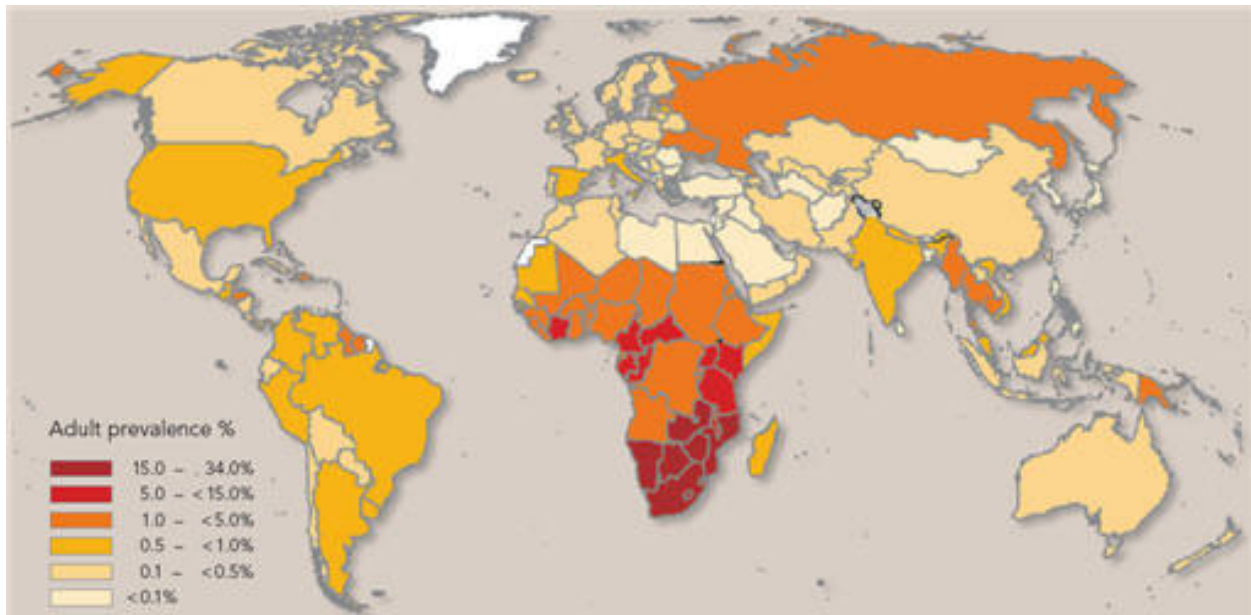 Adult prevalence %
15.0 – . 34.0%
5.0 – <15.0%
1.0 – <5.0%
0.5 – <1.0%
0.1 – <0.5%
<0.1%